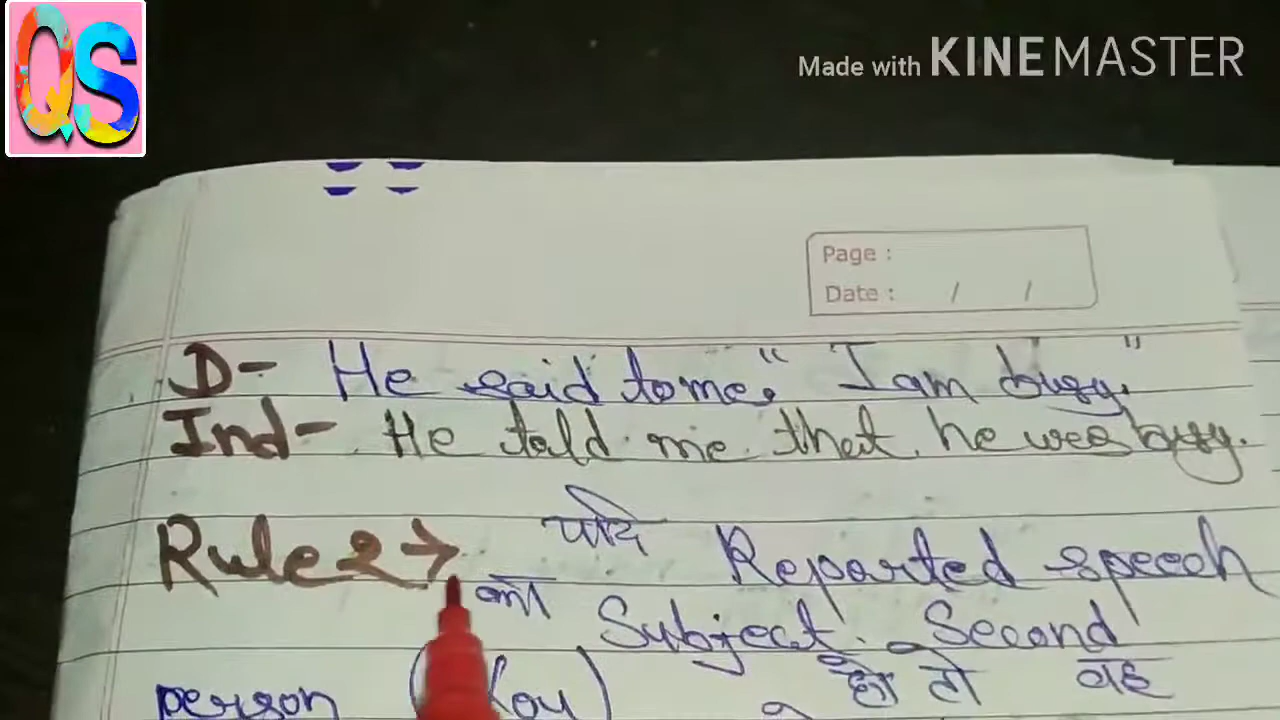 QS
Made with KINEMASTER
Page :
Date : / /
D- He said to me, "I am busy."
Ind- He told me that he was busy.
Rule 2→ यदि Reported speech
का Subject Second
person (You) हो तो वह